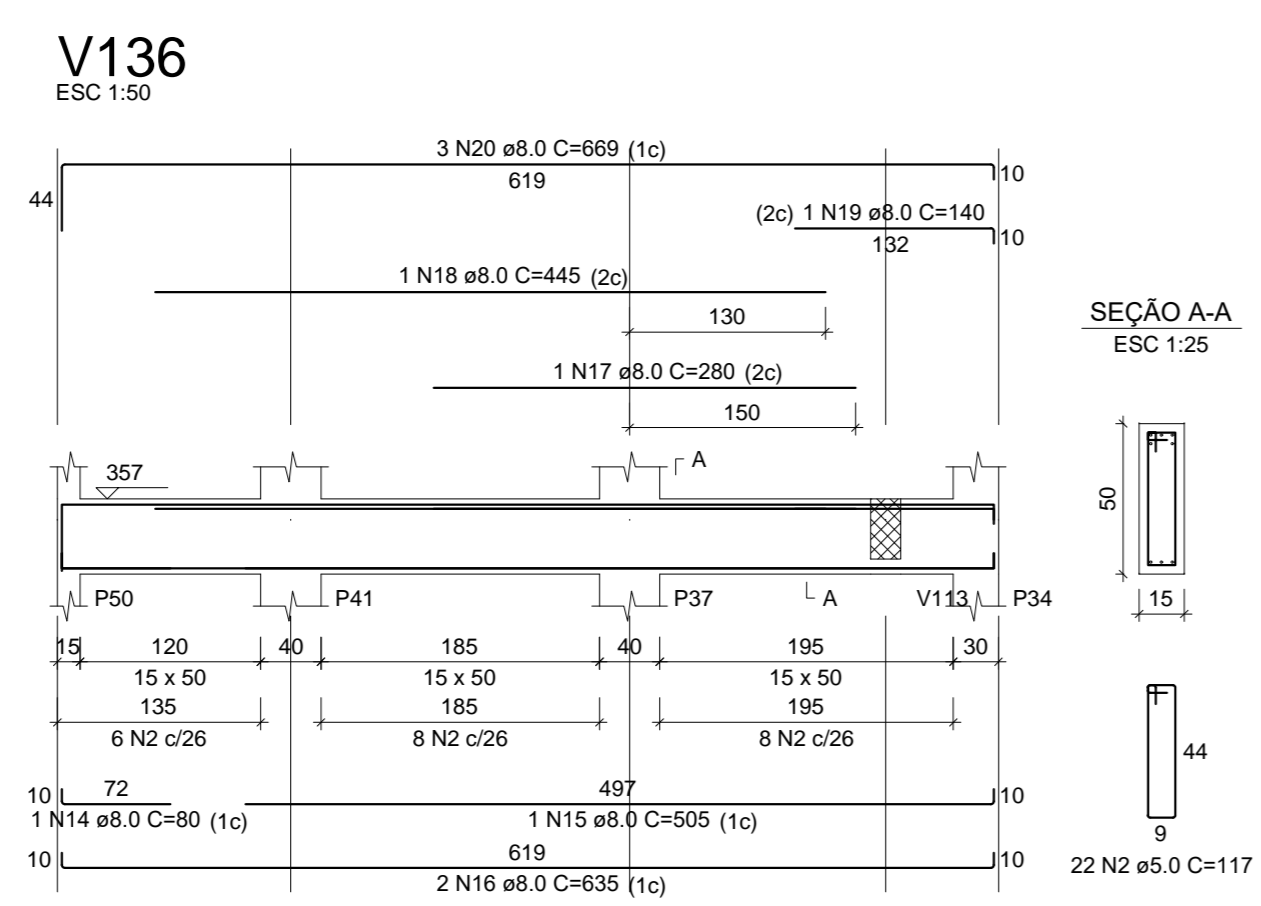 V136
ESC 1:50
3 N20 ø8.0 C=669 (1c)
619
10
44
(2c) 1 N19 ø8.0 C=140
132
10
1 N18 ø8.0 C=445 (2c)
130
SEÇÃO A-A
ESC 1:25
1 N17 ø8.0 C=280 (2c)
150
A
357
50
15
P50
P41
P37
A
V113
P34
15
120
40
185
40
195
30
15 x 50
15 x 50
15 x 50
135
185
195
6 N2 c/26
8 N2 c/26
8 N2 c/26
44
9
22 N2 ø5.0 C=117
10
72
497
10
1 N14 ø8.0 C=80 (1c)
1 N15 ø8.0 C=505 (1c)
10
619
10
2 N16 ø8.0 C=635 (1c)